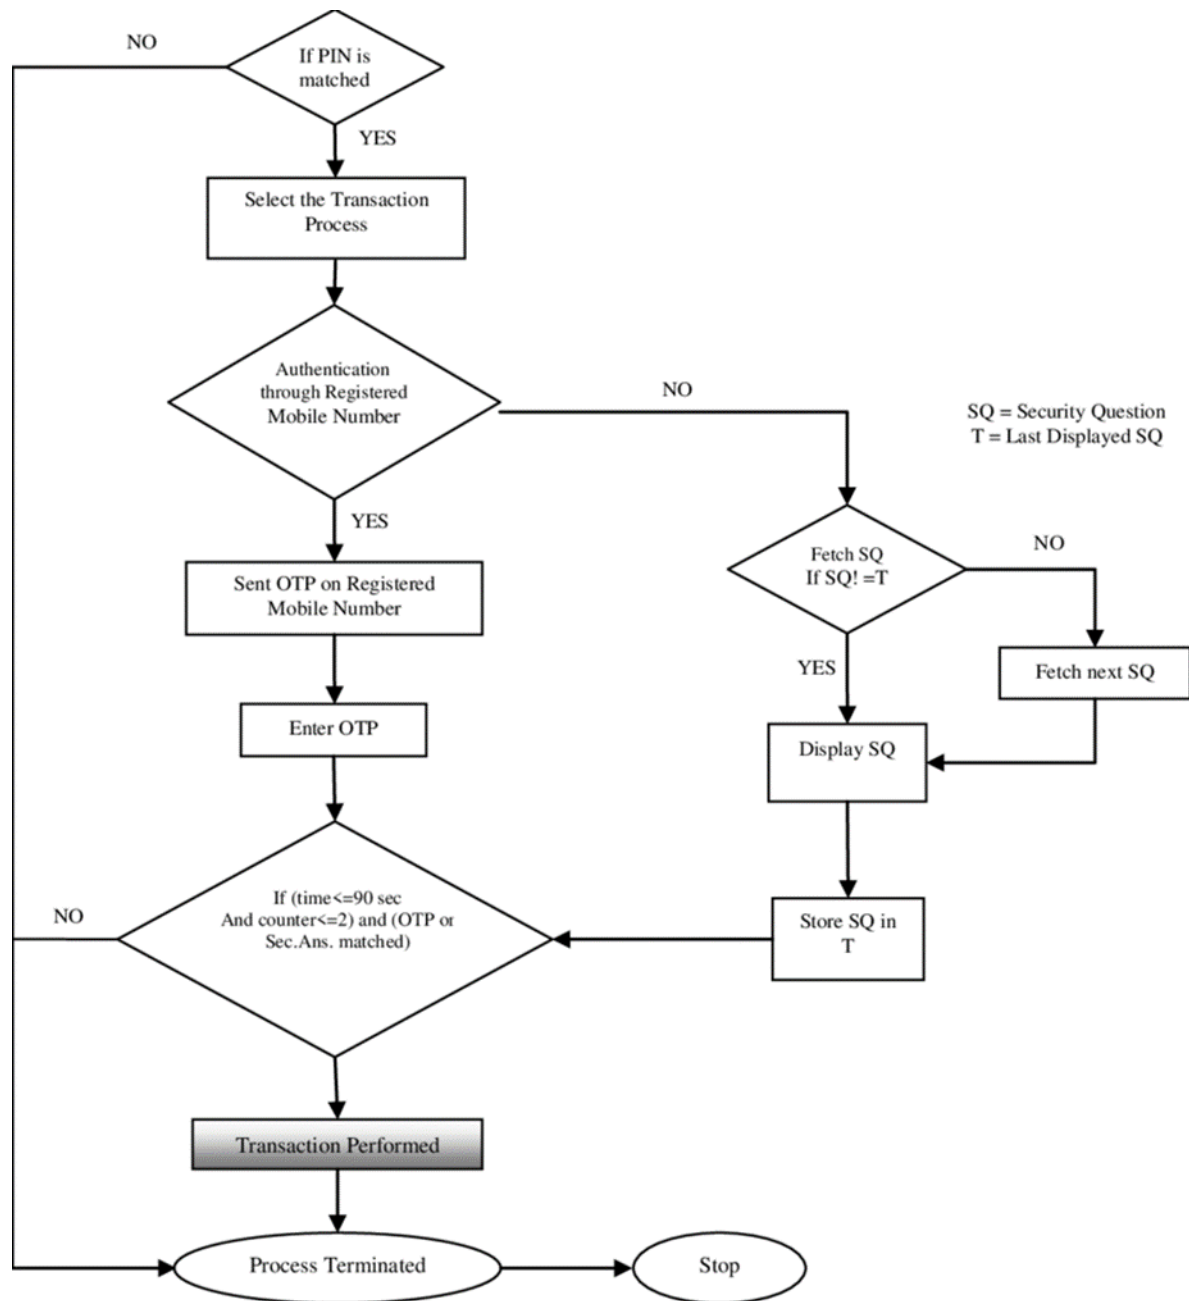 NO
If PIN is
matched
YES
Select the Transaction
Process
Authentication
through Registered
Mobile Number
NO
SQ = Security Question
T = Last Displayed SQ
YES
Fetch SQ
If SQ! =T
NO
Sent OTP on Registered
Mobile Number
YES
Fetch next SQ
Enter OTP
Display SQ
If (time<=90 sec
And counter<=2) and (OTP or
Sec.Ans. matched)
NO
Store SQ in
T
Transaction Performed
Process Terminated
Stop